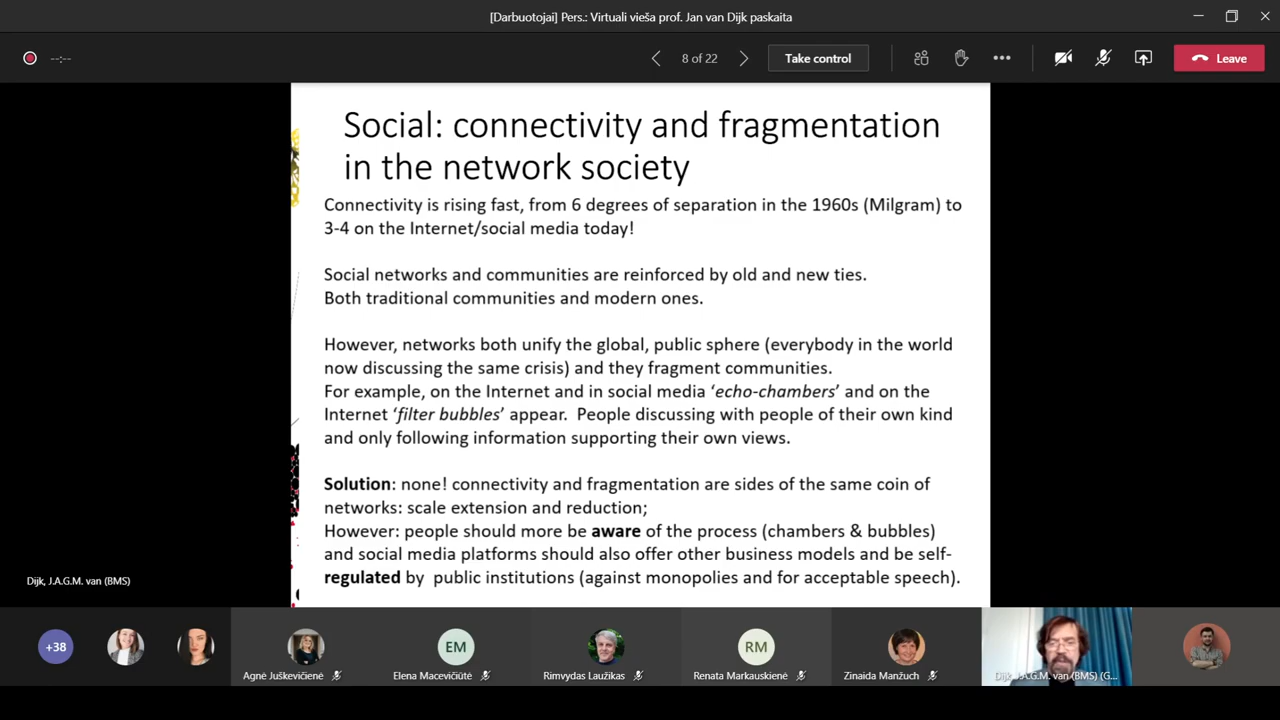 [Darbuotojai] Pers.: Virtuali vieša prof. Jan van Dijk paskaita
--:--
8 of 22
Take control
Leave
Social: connectivity and fragmentation
in the network society
Connectivity is rising fast, from 6 degrees of separation in the 1960s (Milgram) to
3-4 on the Internet/social media today!
Social networks and communities are reinforced by old and new ties.
Both traditional communities and modern ones.
However, networks both unify the global, public sphere (everybody in the world
now discussing the same crisis) and they fragment communities.
For example, on the Internet and in social media ‘echo-chambers’ and on the
Internet ‘filter bubbles’ appear. People discussing with people of their own kind
and only following information supporting their own views.
Solution: none! connectivity and fragmentation are sides of the same coin of
networks: scale extension and reduction;
However: people should more be aware of the process (chambers & bubbles)
and social media platforms should also offer other business models and be self-
regulated by public institutions (against monopolies and for acceptable speech).
Dijk, J.A.G.M. van (BMS)
+38
EM
RM
Agnė Juškevičienė
Elena Macevičiūtė
Rimvydas Laužikas
Renata Markauskienė
Zinaida Manžuch
Dijk, J.A.G.M. van (BMS) (G...